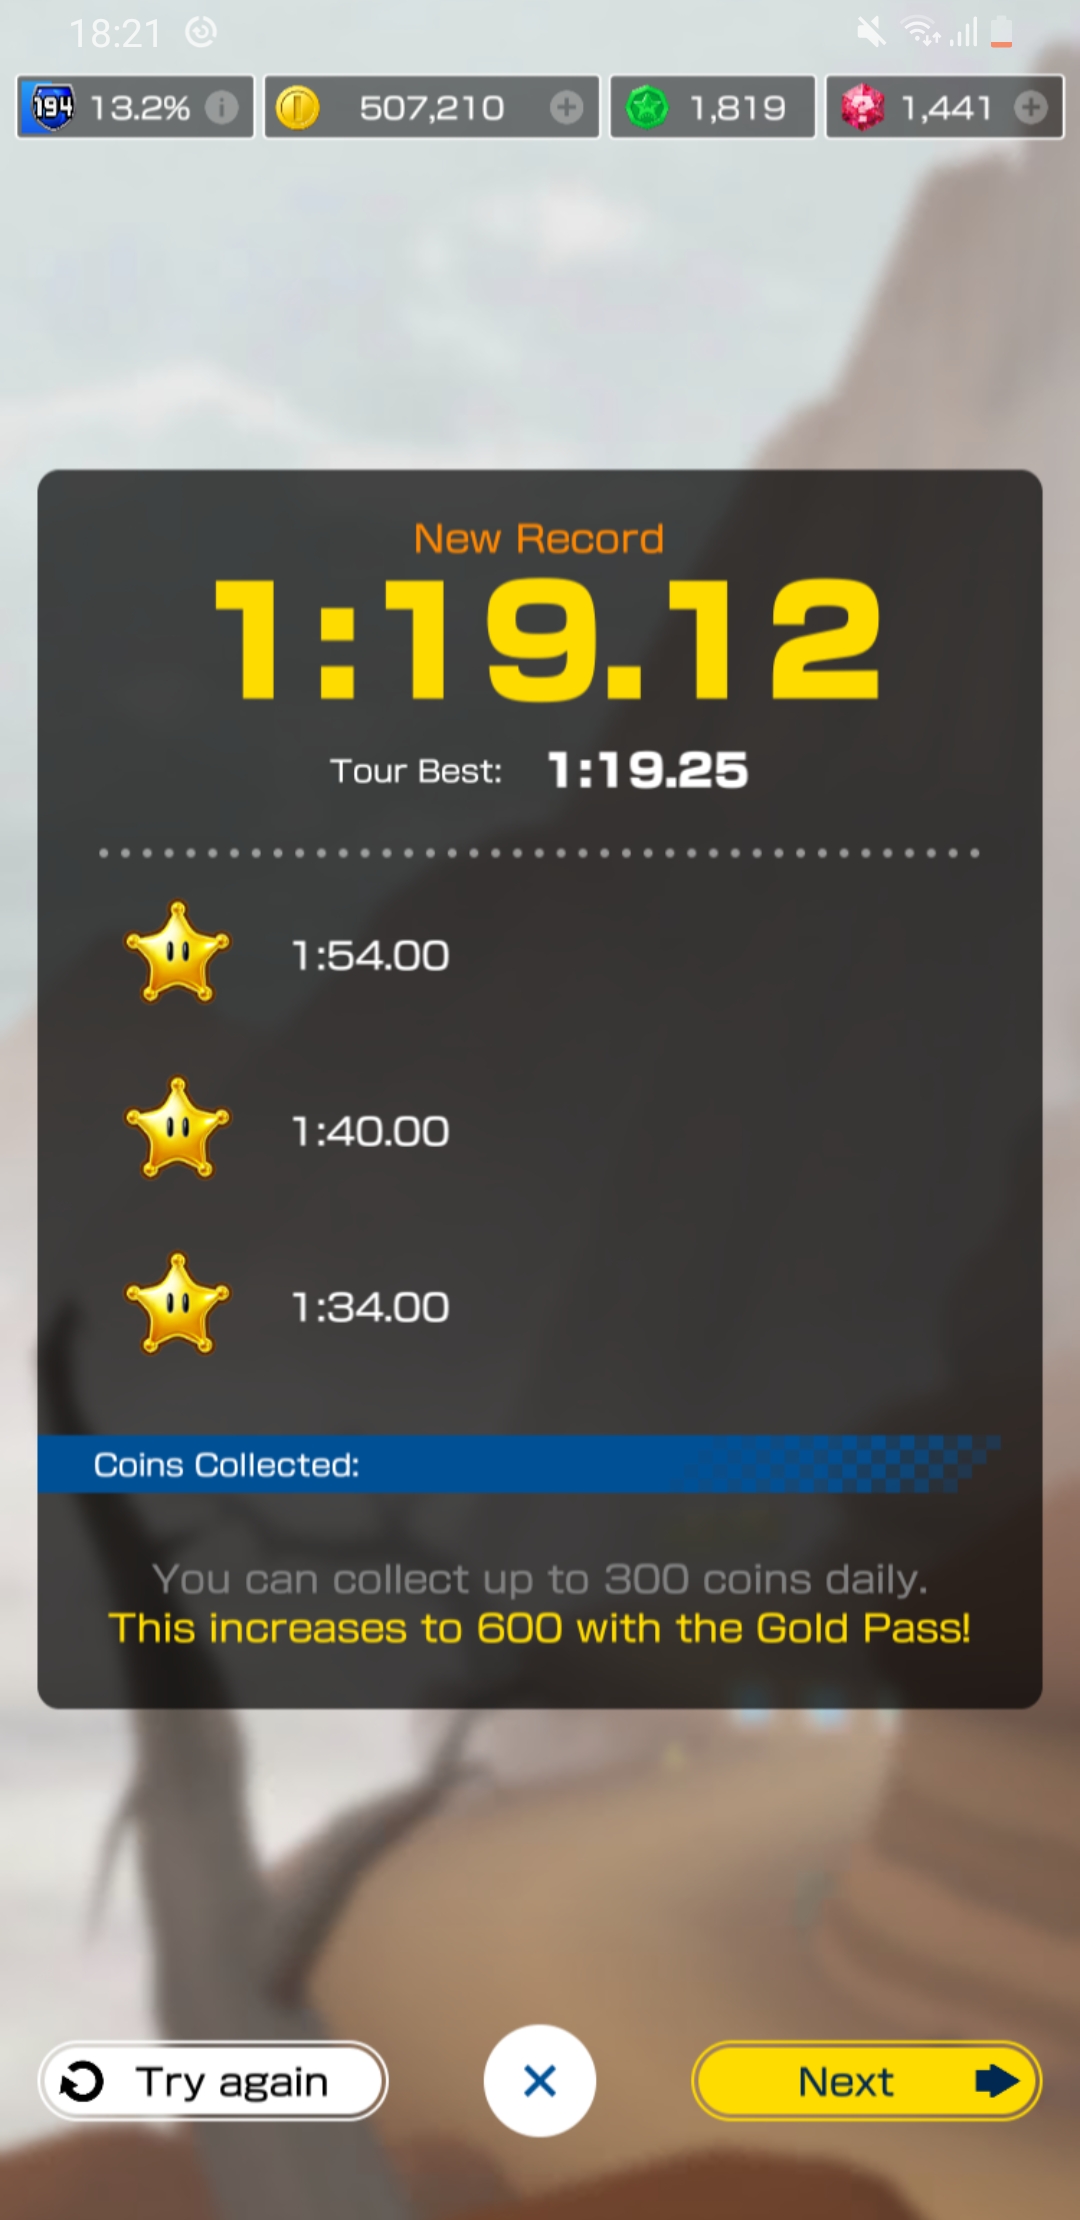 18:21
194 13.2% 507,210 1,819 1,441
New Record
1:19.12
Tour Best: 1:19.25
1:54.00
1:40.00
1:34.00
Coins Collected:
You can collect up to 300 coins daily.
This increases to 600 with the Gold Pass!
Try again
Next